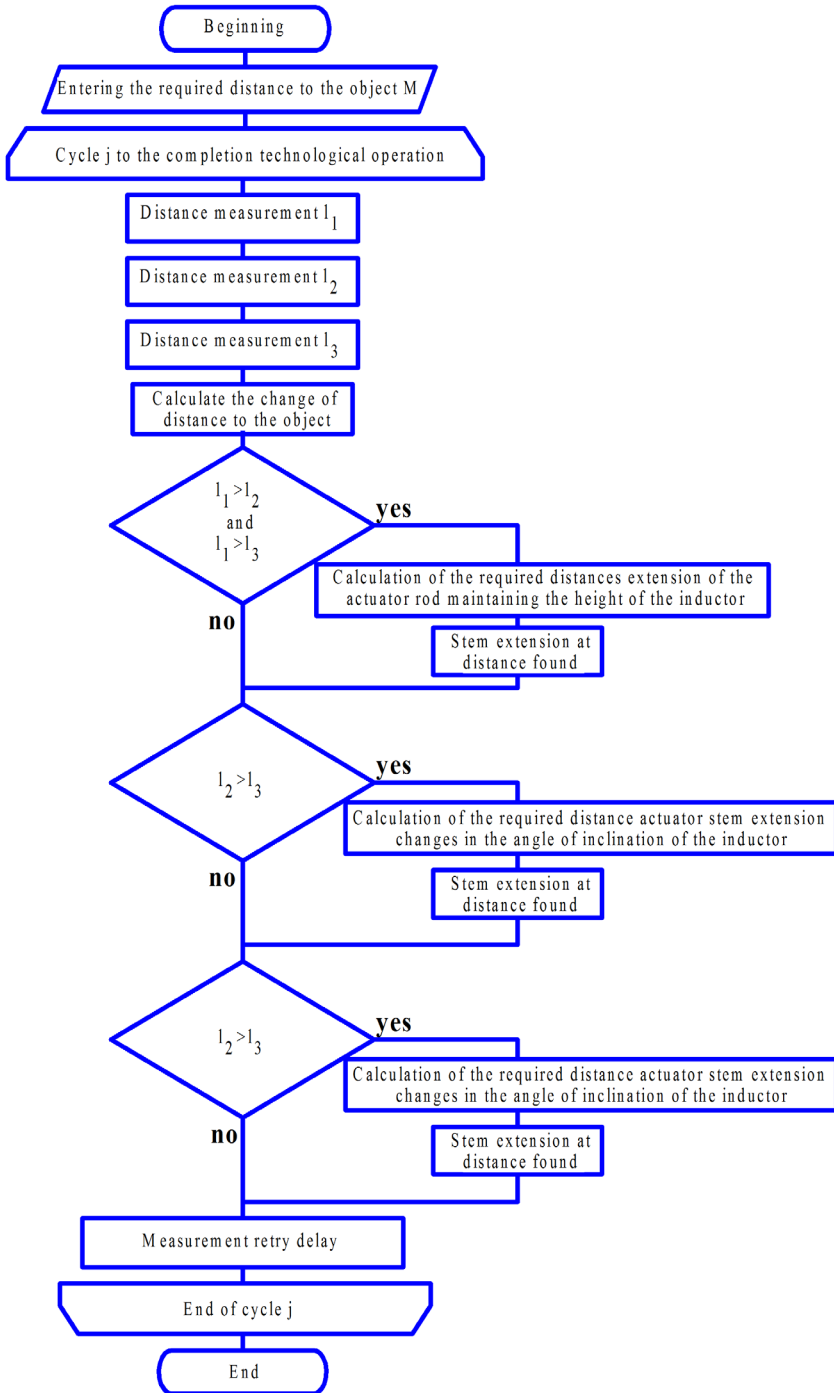 Beginning
Entering the required distance to the object M
Cycle j to the completion technological operation
Distance measurement l₁
Distance measurement l₂
Distance measurement l₃
Calculate the change of
distance to the object
l₁>l₂
and
l₁>l₃
yes
Calculation of the required distances extension of the
actuator rod maintaining the height of the inductor
no
Stem extension at
distance found
l₂>l₃
yes
Calculation of the required distance actuator stem extension
changes in the angle of inclination of the inductor
no
Stem extension at
distance found
l₂>l₃
yes
Calculation of the required distance actuator stem extension
changes in the angle of inclination of the inductor
no
Stem extension at
distance found
Measurement retry delay
End of cycle j
End